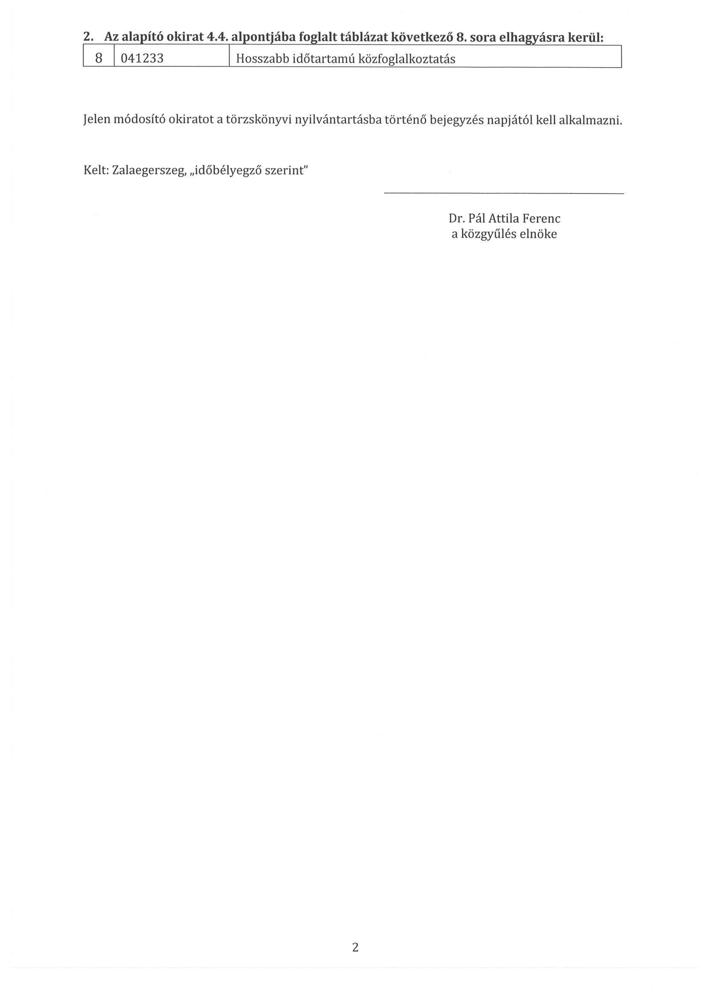 2. Az alapító okirat 4.4. alpontjába foglalt táblázat következő 8. sora elhagyásra kerül:
8 041233 Hosszabb időtartamú közfoglalkoztatás
Jelen módosító okiratot a törzskönyvi nyilvántartásba történő bejegyzés napjától kell alkalmazni.
Kelt: Zalaegerszeg, „időbélyegző szerint”
Dr. Pál Attila Ferenc
a közgyűlés elnöke
2